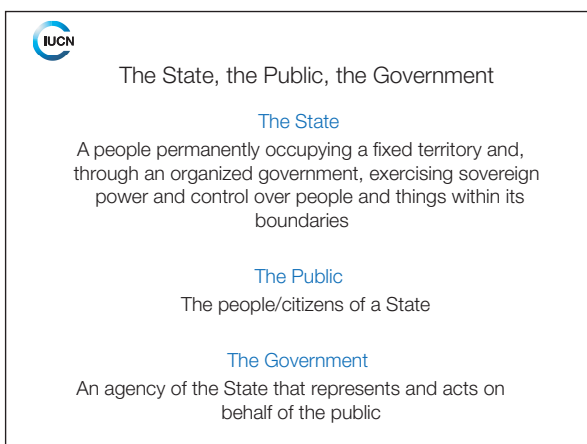 IUCN
The State, the Public, the Government
The State
A people permanently occupying a fixed territory and,
through an organized government, exercising sovereign
power and control over people and things within its
boundaries
The Public
The people/citizens of a State
The Government
An agency of the State that represents and acts on
behalf of the public